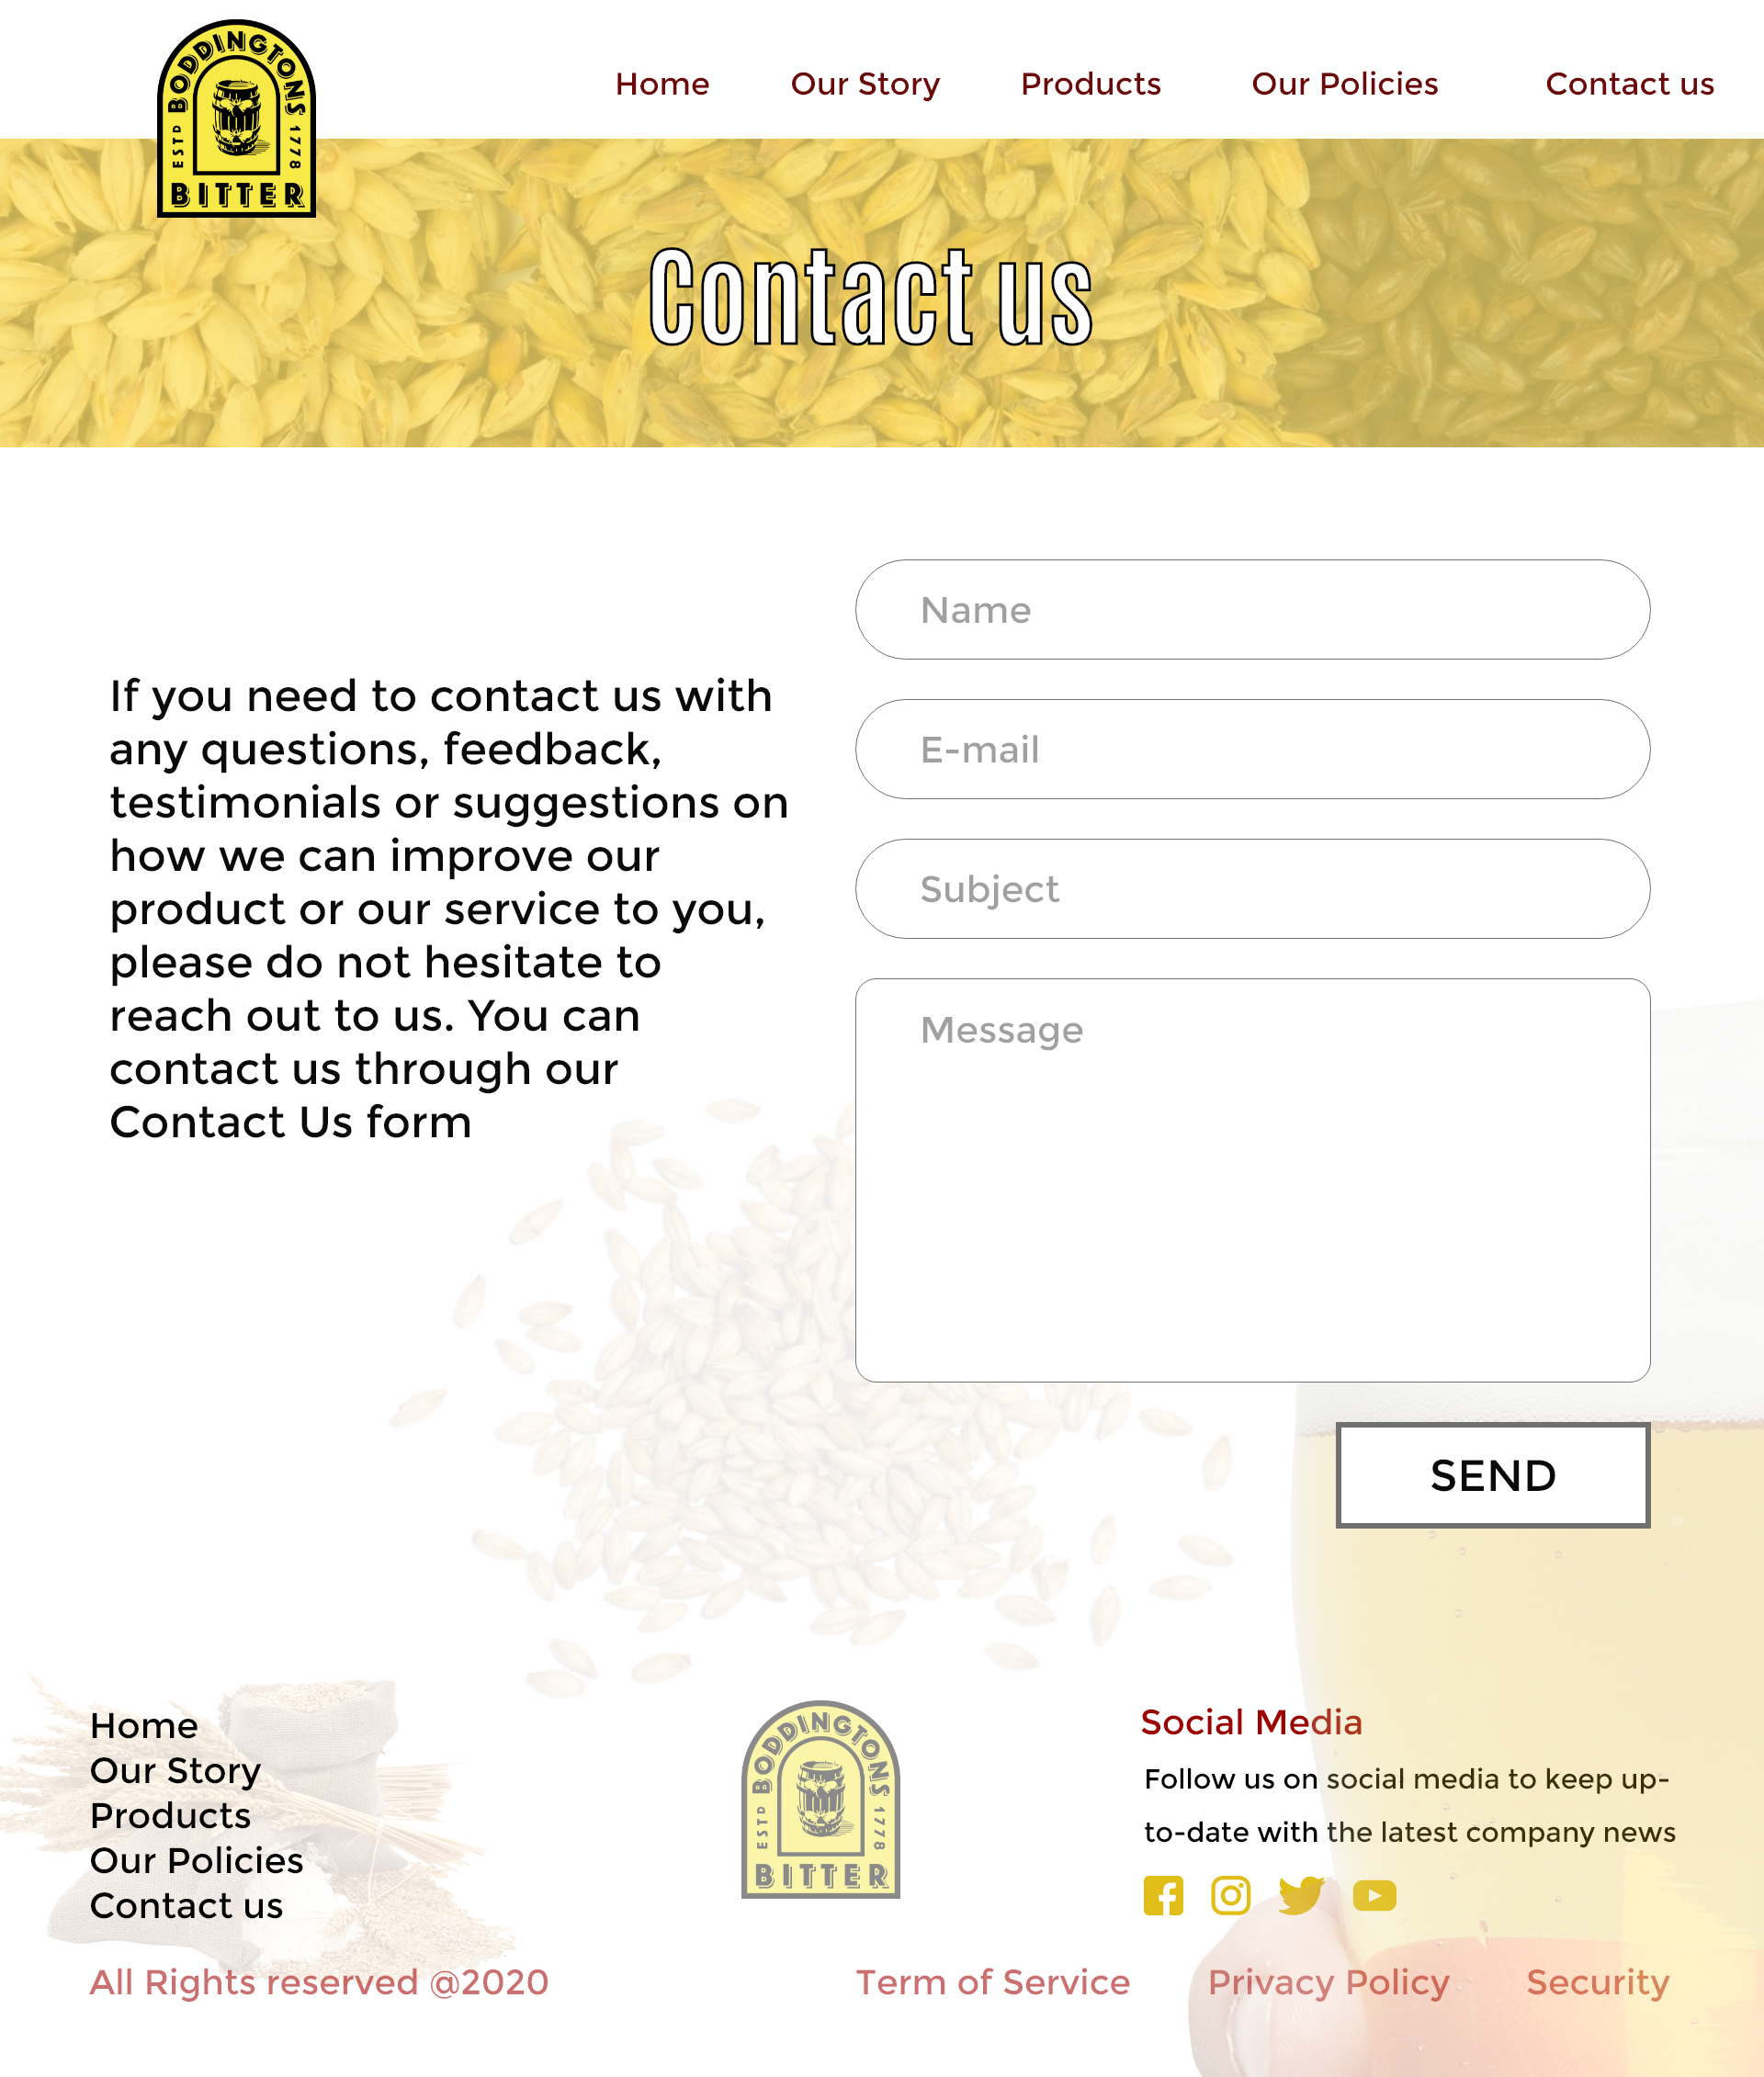 BODDINGTONS
ESTD 1778
BITTER
Home Our Story Products Our Policies Contact us
Contact us
If you need to contact us with
any questions, feedback,
testimonials or suggestions on
how we can improve our
product or our service to you,
please do not hesitate to
reach out to us. You can
contact us through our
Contact Us form
Name
E-mail
Subject
Message
SEND
Home
Our Story
Products
Our Policies
Contact us
BODDINGTONS
ESTD 1778
BITTER
Social Media
Follow us on social media to keep up-
to-date with the latest company news
All Rights reserved @2020 Term of Service Privacy Policy Security